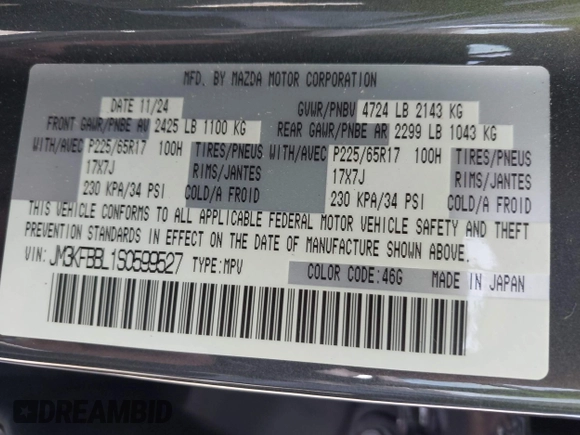 MFD. BY MAZDA MOTOR CORPORATION
DATE 11/24 GVWR/PNBV 4724 LB 2143 KG
FRONT GAWR/PNBE AV 2425 LB 1100 KG REAR GAWR/PNBE AR 2299 LB 1043 KG
WITH/AVEC P225/65R17 100H TIRES/PNEUS WITH/AVEC P225/65R17 100H TIRES/PNEUS
17X7J RIMS/JANTES 17X7J RIMS/JANTES
230 KPA/34 PSI COLD/A FROID 230 KPA/34 PSI COLD/A FROID
THIS VEHICLE CONFORMS TO ALL APPLICABLE FEDERAL MOTOR VEHICLE SAFETY AND THEFT
PREVENTION STANDARDS IN EFFECT ON THE DATE OF MANUFACTURE SHOWN ABOVE.
VIN: JM3KFBBL1S0599527 TYPE:MPV COLOR CODE:46G MADE IN JAPAN
DREAMBID